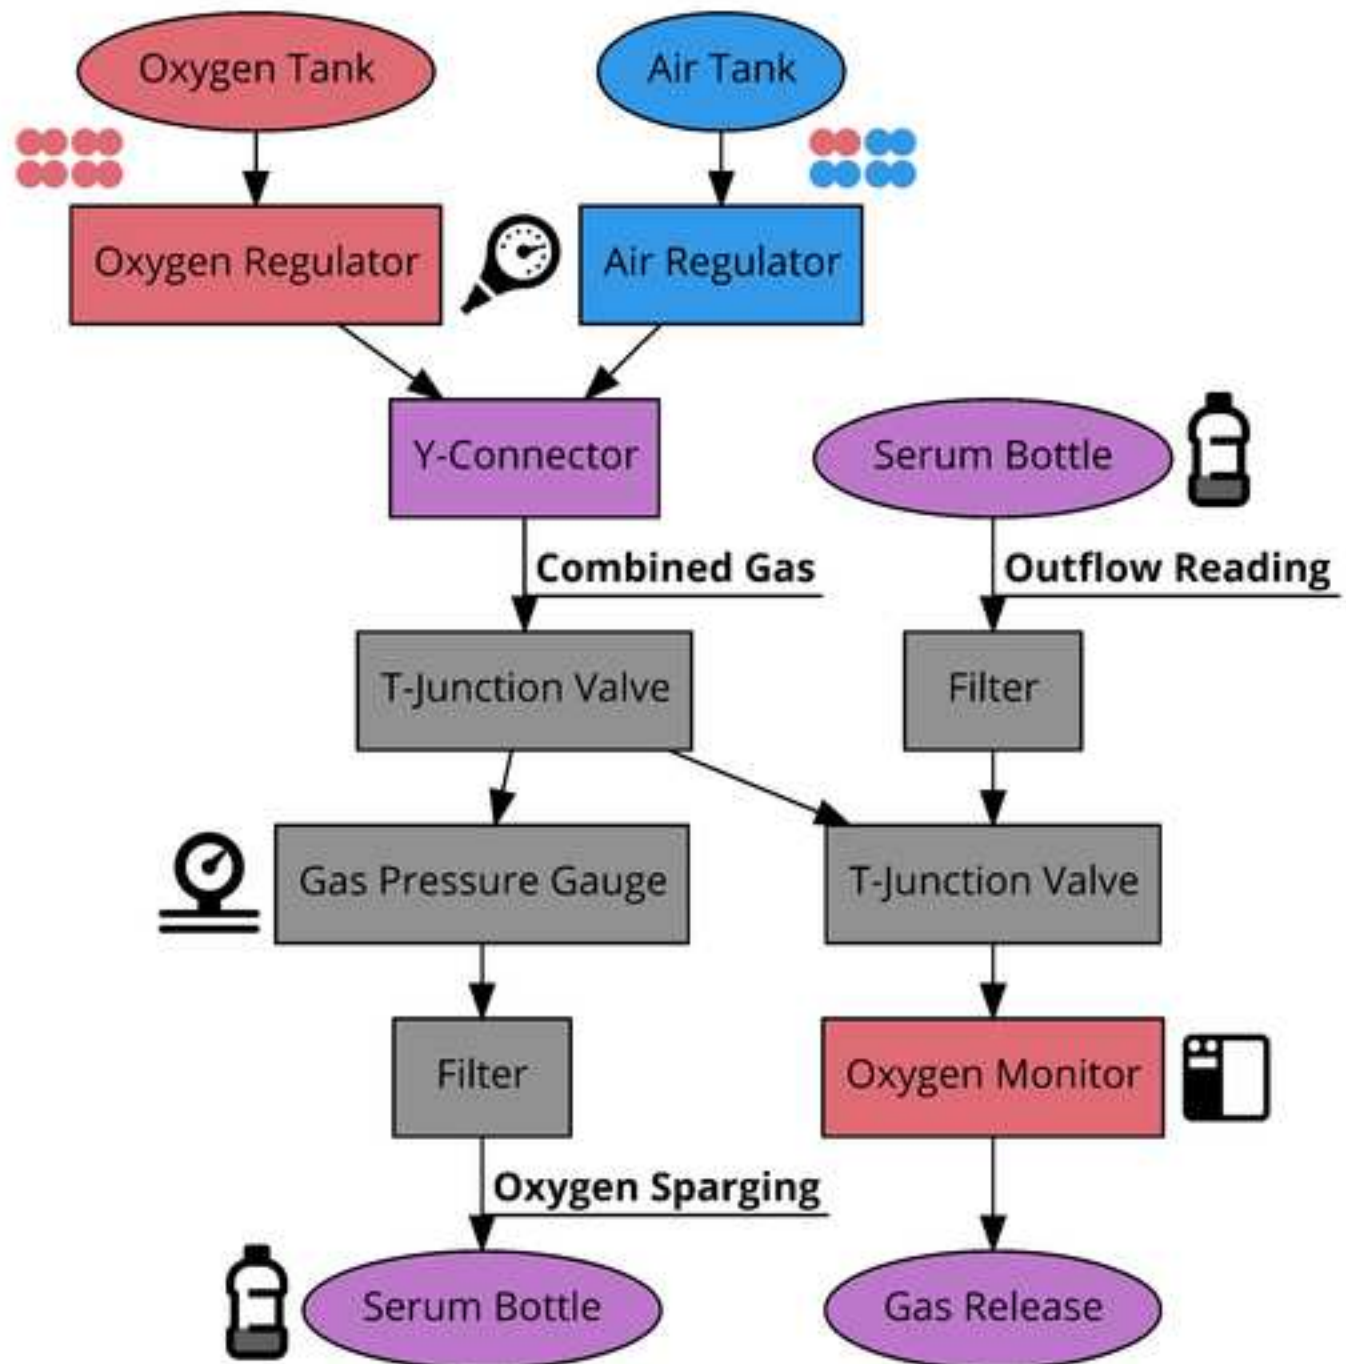 Oxygen Tank
Air Tank
Oxygen Regulator
Air Regulator
Y-Connector
Serum Bottle
Combined Gas
Outflow Reading
T-Junction Valve
Filter
Gas Pressure Gauge
T-Junction Valve
Filter
Oxygen Monitor
Oxygen Sparging
Serum Bottle
Gas Release